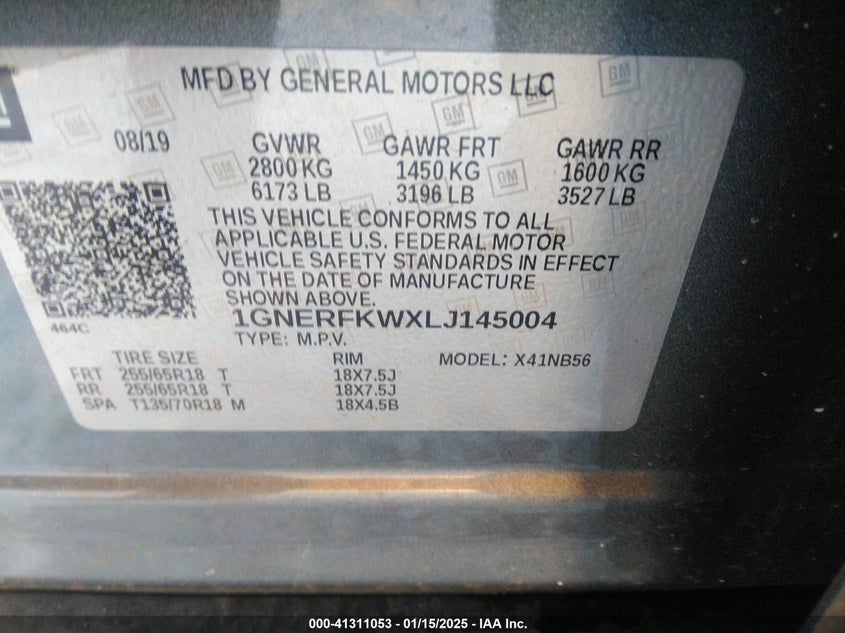 MFD BY GENERAL MOTORS LLC
08/19 GVWR GAWR FRT GAWR RR
2800 KG 1450 KG 1600 KG
6173 LB 3196 LB 3527 LB
THIS VEHICLE CONFORMS TO ALL
APPLICABLE U.S. FEDERAL MOTOR
VEHICLE SAFETY STANDARDS IN EFFECT
ON THE DATE OF MANUFACTURE
SHOWN ABOVE.
1GNERFKWXLJ145004
464C
TYPE: M.P.V.
TIRE SIZE RIM MODEL: X41NB56
FRT 255/65R18 T 18X7.5J
RR 255/65R18 T 18X7.5J
SPA T135/70R18 M 18X4.5B
000-41311053 - 01/15/2025 - IAA Inc.